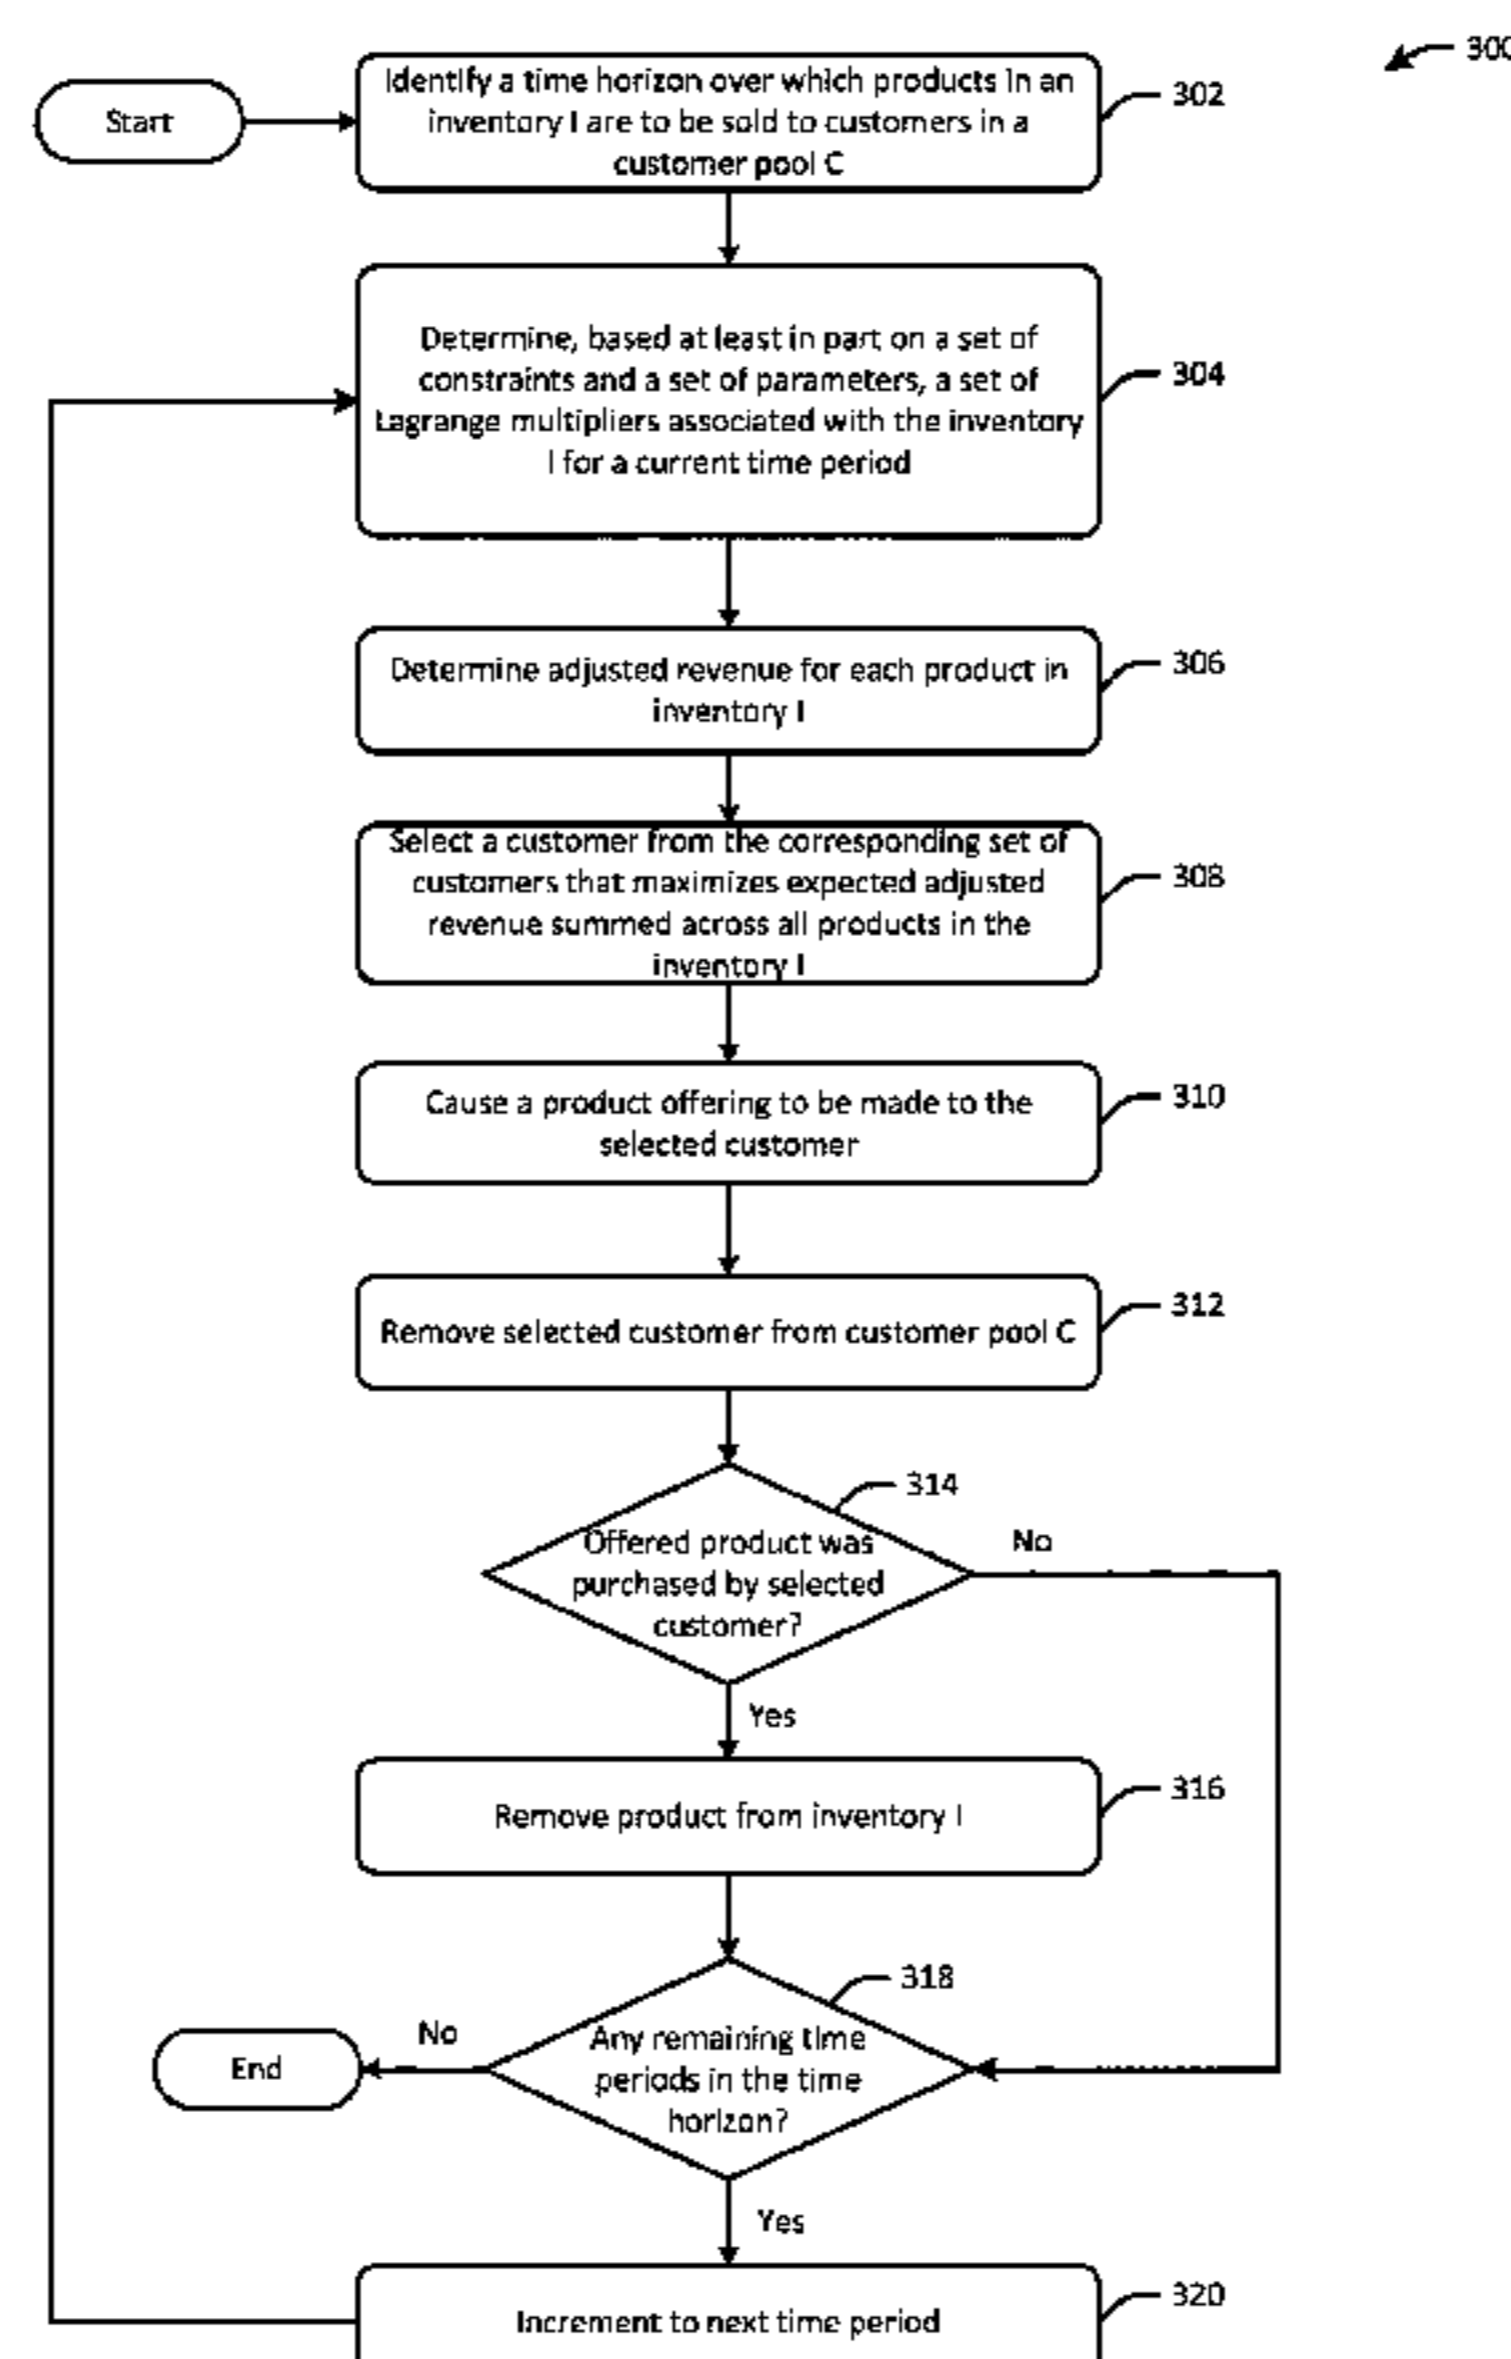 300
Start
Identify a time horizon over which products in an
inventory I are to be sold to customers in a
customer pool C
302
Determine, based at least in part on a set of
constraints and a set of parameters, a set of
Lagrange multipliers associated with the inventory
I for a current time period
304
Determine adjusted revenue for each product in
inventory I
306
Select a customer from the corresponding set of
customers that maximizes expected adjusted
revenue summed across all products in the
inventory I
308
Cause a product offering to be made to the
selected customer
310
Remove selected customer from customer pool C
312
314
Offered product was
purchased by selected
customer?
No
Yes
Remove product from inventory I
316
318
Any remaining time
periods in the time
horizon?
No
End
Yes
Increment to next time period
320